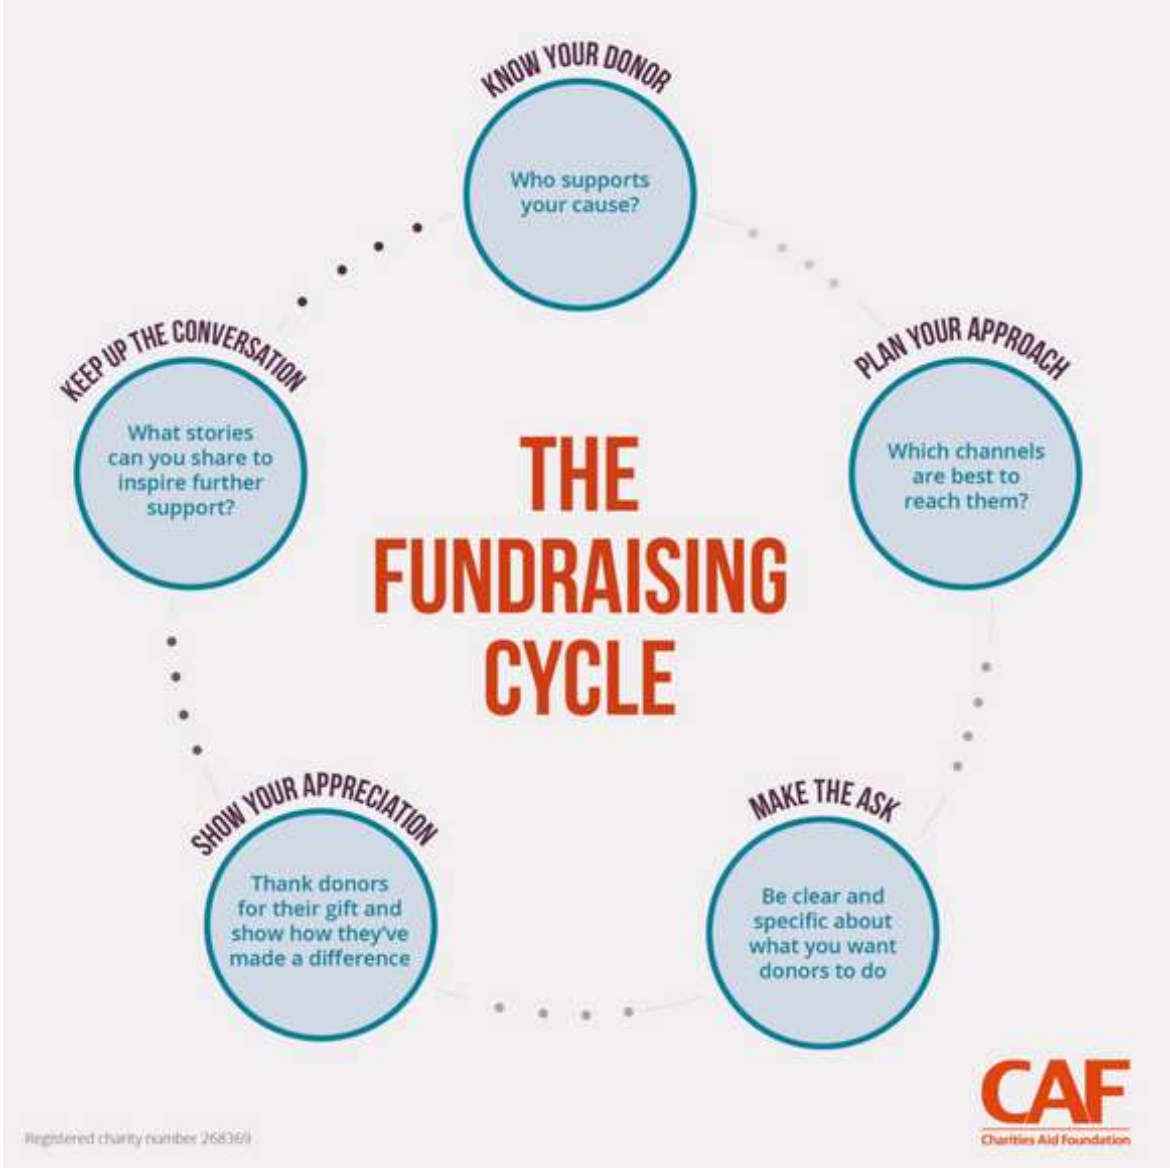 KNOW YOUR DONOR
Who supports
your cause?
PLAN YOUR APPROACH
Which channels
are best to
reach them?
MAKE THE ASK
Be clear and
specific about
what you want
donors to do
SHOW YOUR APPRECIATION
Thank donors
for their gift and
show how they've
made a difference
KEEP UP THE CONVERSATION
What stories
can you share to
inspire further
support?
THE
FUNDRAISING
CYCLE
Registered charity number 268369
CAF
Charities Aid Foundation